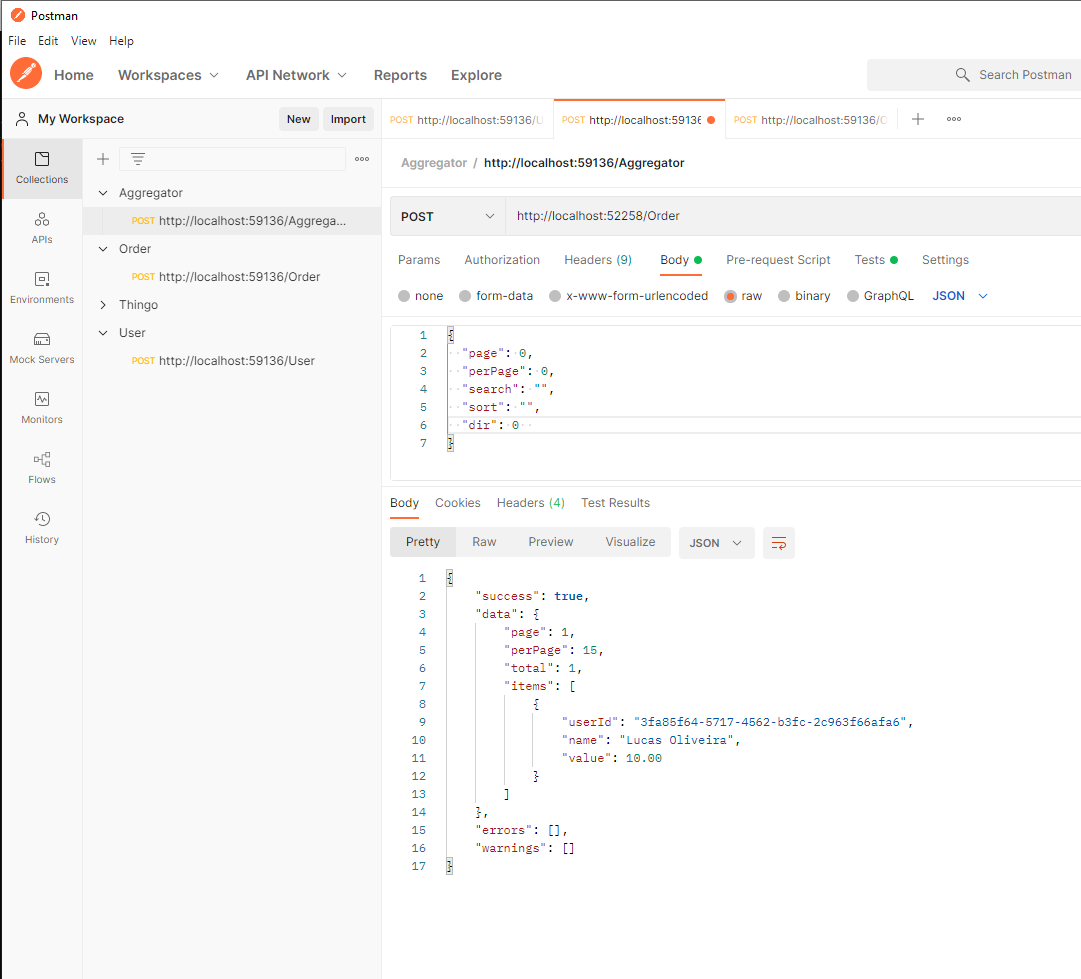 Postman
File Edit View Help
Home Workspaces API Network Reports Explore Search Postman
My Workspace New Import
POST http://localhost:59136/U POST http://localhost:59136 POST http://localhost:59136/O
Collections
APIs
Environments
Mock Servers
Monitors
Flows
History
Aggregator
POST http://localhost:59136/Aggrega...
Order
POST http://localhost:59136/Order
Thingo
User
POST http://localhost:59136/User
Aggregator / http://localhost:59136/Aggregator
POST http://localhost:52258/Order
Params Authorization Headers (9) Body Pre-request Script Tests Settings
none form-data x-www-form-urlencoded raw binary GraphQL JSON
1 {
2 "page": 0,
3 "perPage": 0,
4 "search": "",
5 "sort": "",
6 "dir": 0
7 }
Body Cookies Headers (4) Test Results
Pretty Raw Preview Visualize JSON
1 {
2 "success": true,
3 "data": {
4 "page": 1,
5 "perPage": 15,
6 "total": 1,
7 "items": [
8 {
9 "userId": "3fa85f64-5717-4562-b3fc-2c963f66afa6",
10 "name": "Lucas Oliveira",
11 "value": 10.00
12 }
13 ]
14 },
15 "errors": [],
16 "warnings": []
17 }